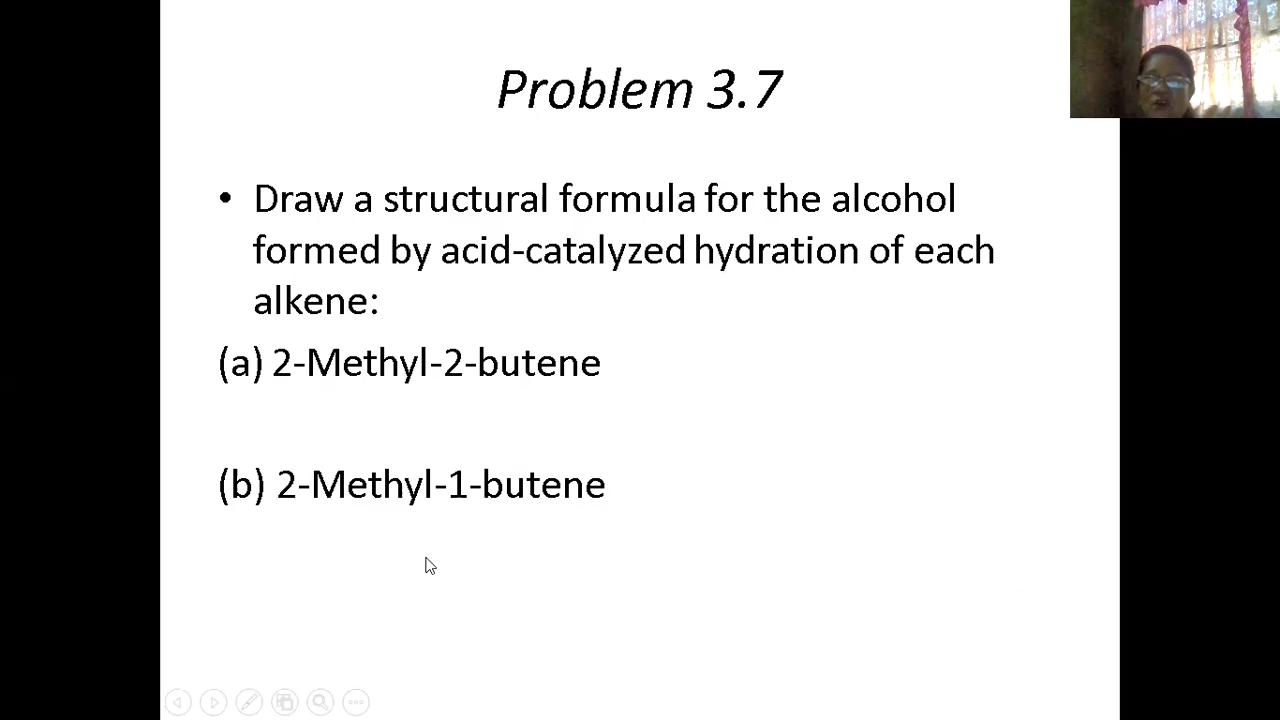 Problem 3.7
• Draw a structural formula for the alcohol
formed by acid-catalyzed hydration of each
alkene:
(a) 2-Methyl-2-butene
(b) 2-Methyl-1-butene